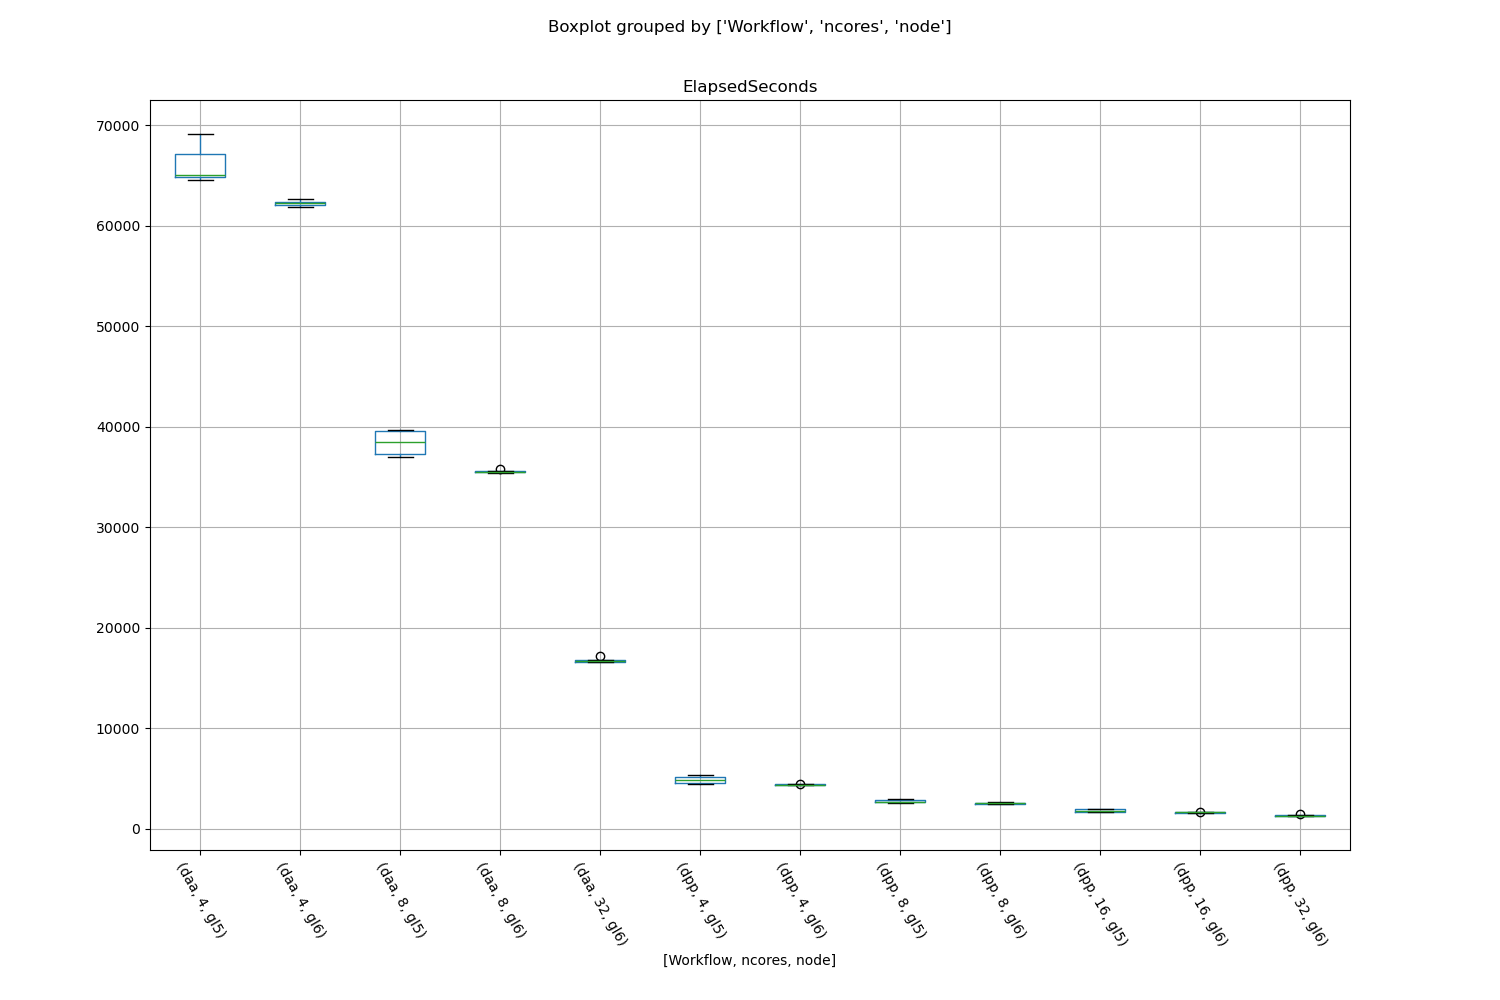 Boxplot grouped by ['Workflow', 'ncores', 'node']
ElapsedSeconds
70000
60000
50000
40000
30000
20000
10000
0
(daa, 4, gl5)
(daa, 4, gl6)
(daa, 8, gl5)
(daa, 8, gl6)
(daa, 32, gl6)
(dpp, 4, gl5)
(dpp, 4, gl6)
(dpp, 8, gl5)
(dpp, 8, gl6)
(dpp, 16, gl5)
(dpp, 16, gl6)
(dpp, 32, gl6)
[Workflow, ncores, node]